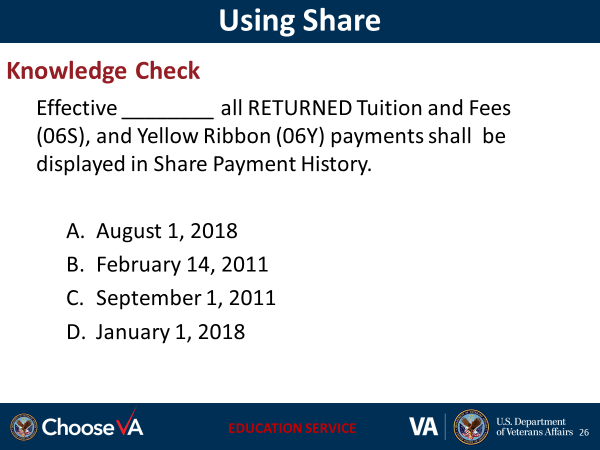 Using Share
Knowledge Check
Effective ________ all RETURNED Tuition and Fees
(06S), and Yellow Ribbon (06Y) payments shall be
displayed in Share Payment History.
A. August 1, 2018
B. February 14, 2011
C. September 1, 2011
D. January 1, 2018
ChooseVA
EDUCATION SERVICE
VA
U.S. Department
of Veterans Affairs
26